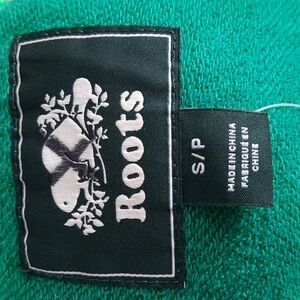 Roots
S/P
MADE IN CHINA
FABRIQUÉ EN
CHINE